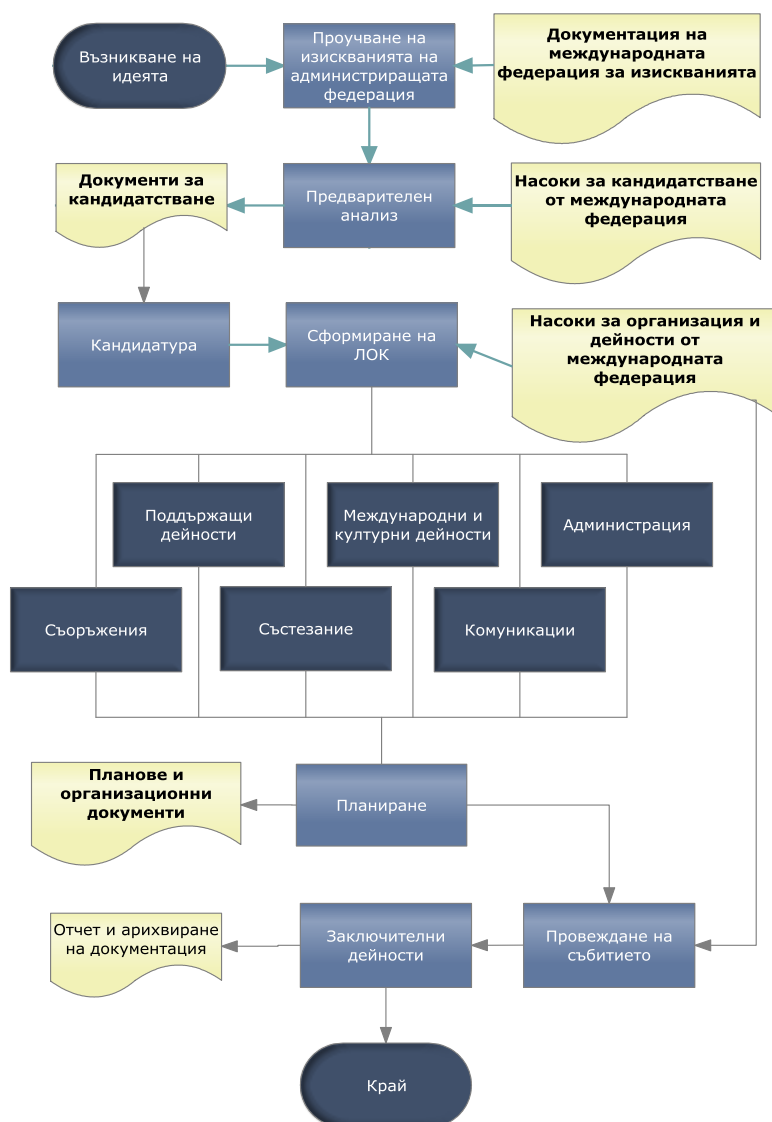 Възникване на
идеята
Проучване на
изискванията на
администриращата
федерация
Документация на
международната
федерация за изискванията
Документи за
кандидатстване
Предварителен
анализ
Насоки за кандидатстване
от международната
федерация
Кандидатура
Сформиране на
ЛОК
Насоки за организация и
дейности от
международната
федерация
Поддържащи
дейности
Международни и
културни дейности
Администрация
Съоръжения
Състезание
Комуникации
Планове и
организационни
документи
Планиране
Отчет и арихвиране
на документация
Заключителни
дейности
Провеждане на
събитието
Край